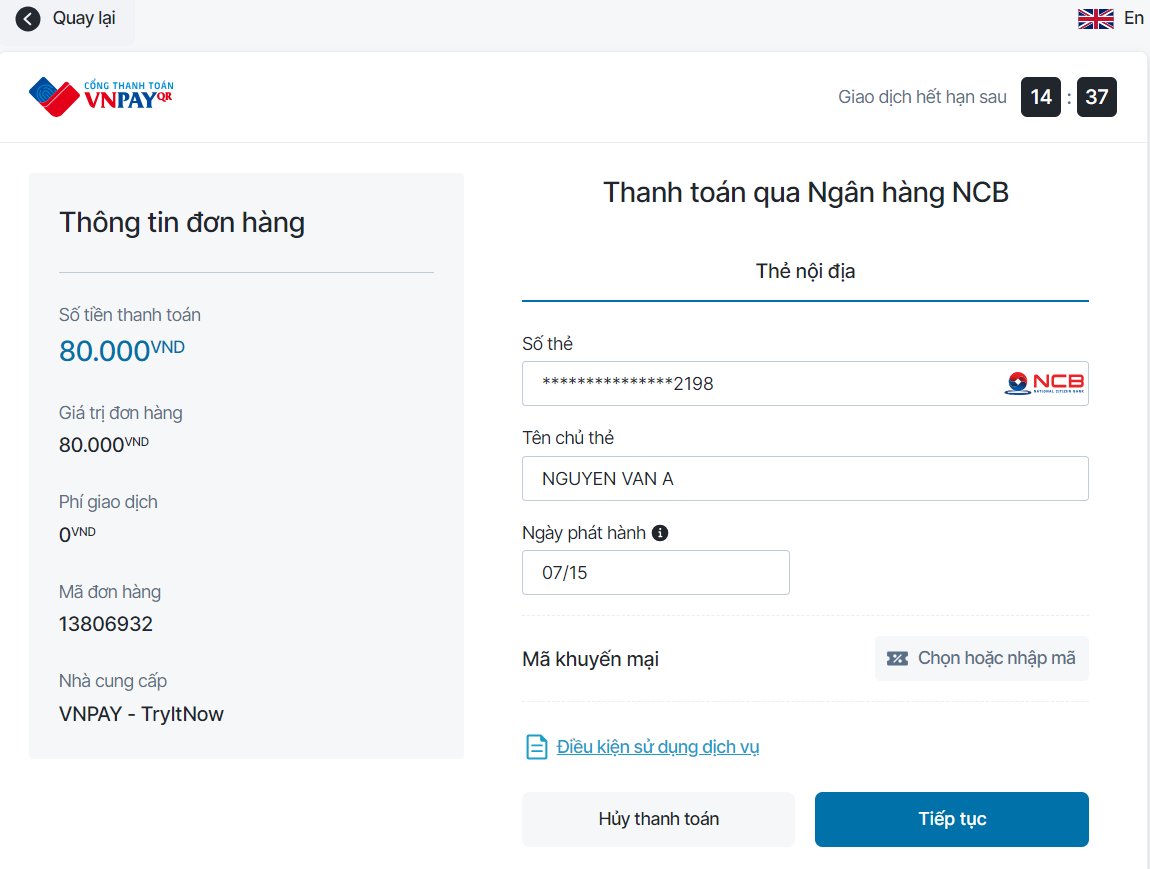 Quay lại
En
CỔNG THANH TOÁN
VNPAYQR
Giao dịch hết hạn sau 14 : 37
Thông tin đơn hàng
Số tiền thanh toán
80.000VND
Giá trị đơn hàng
80.000VND
Phí giao dịch
0VND
Mã đơn hàng
13806932
Nhà cung cấp
VNPAY - TryItNow
Thanh toán qua Ngân hàng NCB
Thẻ nội địa
Số thẻ
***************2198
NCB
NATIONAL CITIZEN BANK
Tên chủ thẻ
NGUYEN VAN A
Ngày phát hành
07/15
Mã khuyến mại
Chọn hoặc nhập mã
Điều kiện sử dụng dịch vụ
Hủy thanh toán
Tiếp tục